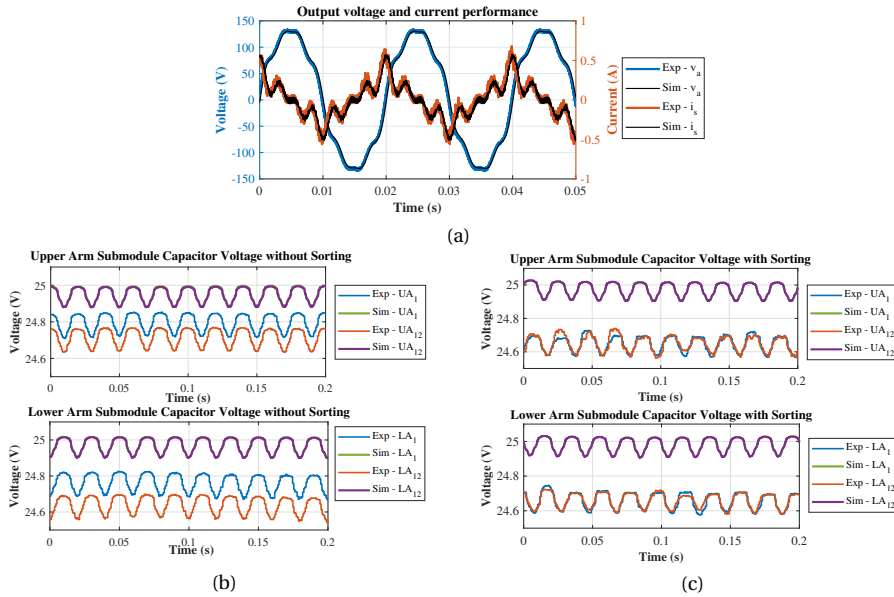 Output voltage and current performance
150
100
50
0
-50
-100
-150
Voltage (V)
1
0.5
0
-0.5
-1
Current (A)
0
0.01
0.02
0.03
0.04
0.05
Time (s)
Exp - v_a
Sim - v_a
Exp - i_s
Sim - i_s
(a)
Upper Arm Submodule Capacitor Voltage without Sorting
25
24.8
24.6
Voltage (V)
0
0.05
0.1
0.15
0.2
Time (s)
Exp - UA_1
Sim - UA_1
Exp - UA_12
Sim - UA_12
Lower Arm Submodule Capacitor Voltage without Sorting
25
24.8
24.6
Voltage (V)
0
0.05
0.1
0.15
0.2
Time (s)
Exp - LA_1
Sim - LA_1
Exp - LA_12
Sim - LA_12
(b)
Upper Arm Submodule Capacitor Voltage with Sorting
25
24.8
24.6
Voltage (V)
0
0.05
0.1
0.15
0.2
Time (s)
Exp - UA_1
Sim - UA_1
Exp - UA_12
Sim - UA_12
Lower Arm Submodule Capacitor Voltage with Sorting
25
24.8
24.6
Voltage (V)
0
0.05
0.1
0.15
0.2
Time (s)
Exp - LA_1
Sim - LA_1
Exp - LA_12
Sim - LA_12
(c)